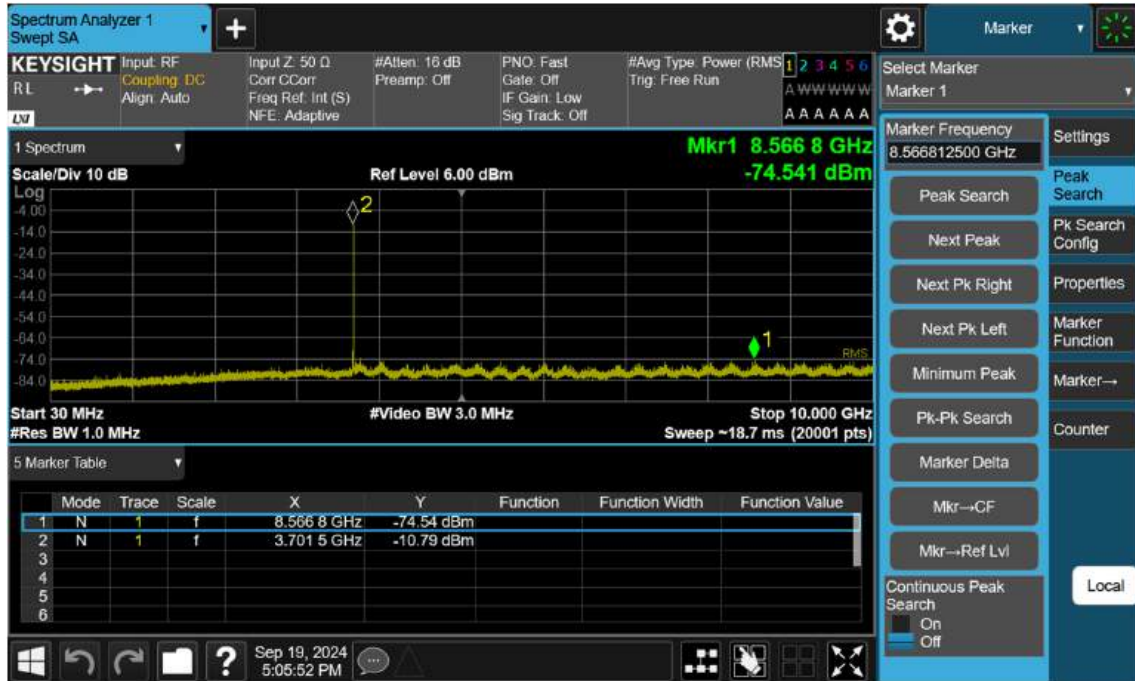 Spectrum Analyzer 1
Swept SA
+
Marker
KEYSIGHT
RL
LXI
Input: RF
Coupling: DC
Align: Auto
Input Z: 50 Ω
Corr CCorr
Freq Ref: Int (S)
NFE: Adaptive
#Atten: 16 dB
Preamp: Off
PNO: Fast
Gate: Off
IF Gain: Low
Sig Track: Off
#Avg Type: Power (RMS
Trig: Free Run
1 2 3 4 5 6
A W W W W W
A A A A A A
Select Marker
Marker 1
1 Spectrum
Mkr1 8.566 8 GHz
-74.541 dBm
Scale/Div 10 dB
Ref Level 6.00 dBm
Log
-4.00
-14.0
-24.0
-34.0
-44.0
-54.0
-64.0
-74.0
-84.0
2
1
RMS
Start 30 MHz
#Video BW 3.0 MHz
Stop 10.000 GHz
#Res BW 1.0 MHz
Sweep ~18.7 ms (20001 pts)
5 Marker Table
Mode Trace Scale X Y Function Function Width Function Value
1 N 1 f 8.566 8 GHz -74.54 dBm
2 N 1 f 3.701 5 GHz -10.79 dBm
3
4
5
6
Marker Frequency
8.566812500 GHz
Peak Search
Next Peak
Next Pk Right
Next Pk Left
Minimum Peak
Pk-Pk Search
Marker Delta
Mkr→CF
Mkr→Ref Lvl
Continuous Peak
Search
On
Off
Settings
Peak
Search
Pk Search
Config
Properties
Marker
Function
Marker→
Counter
Local
?
Sep 19, 2024
5:05:52 PM